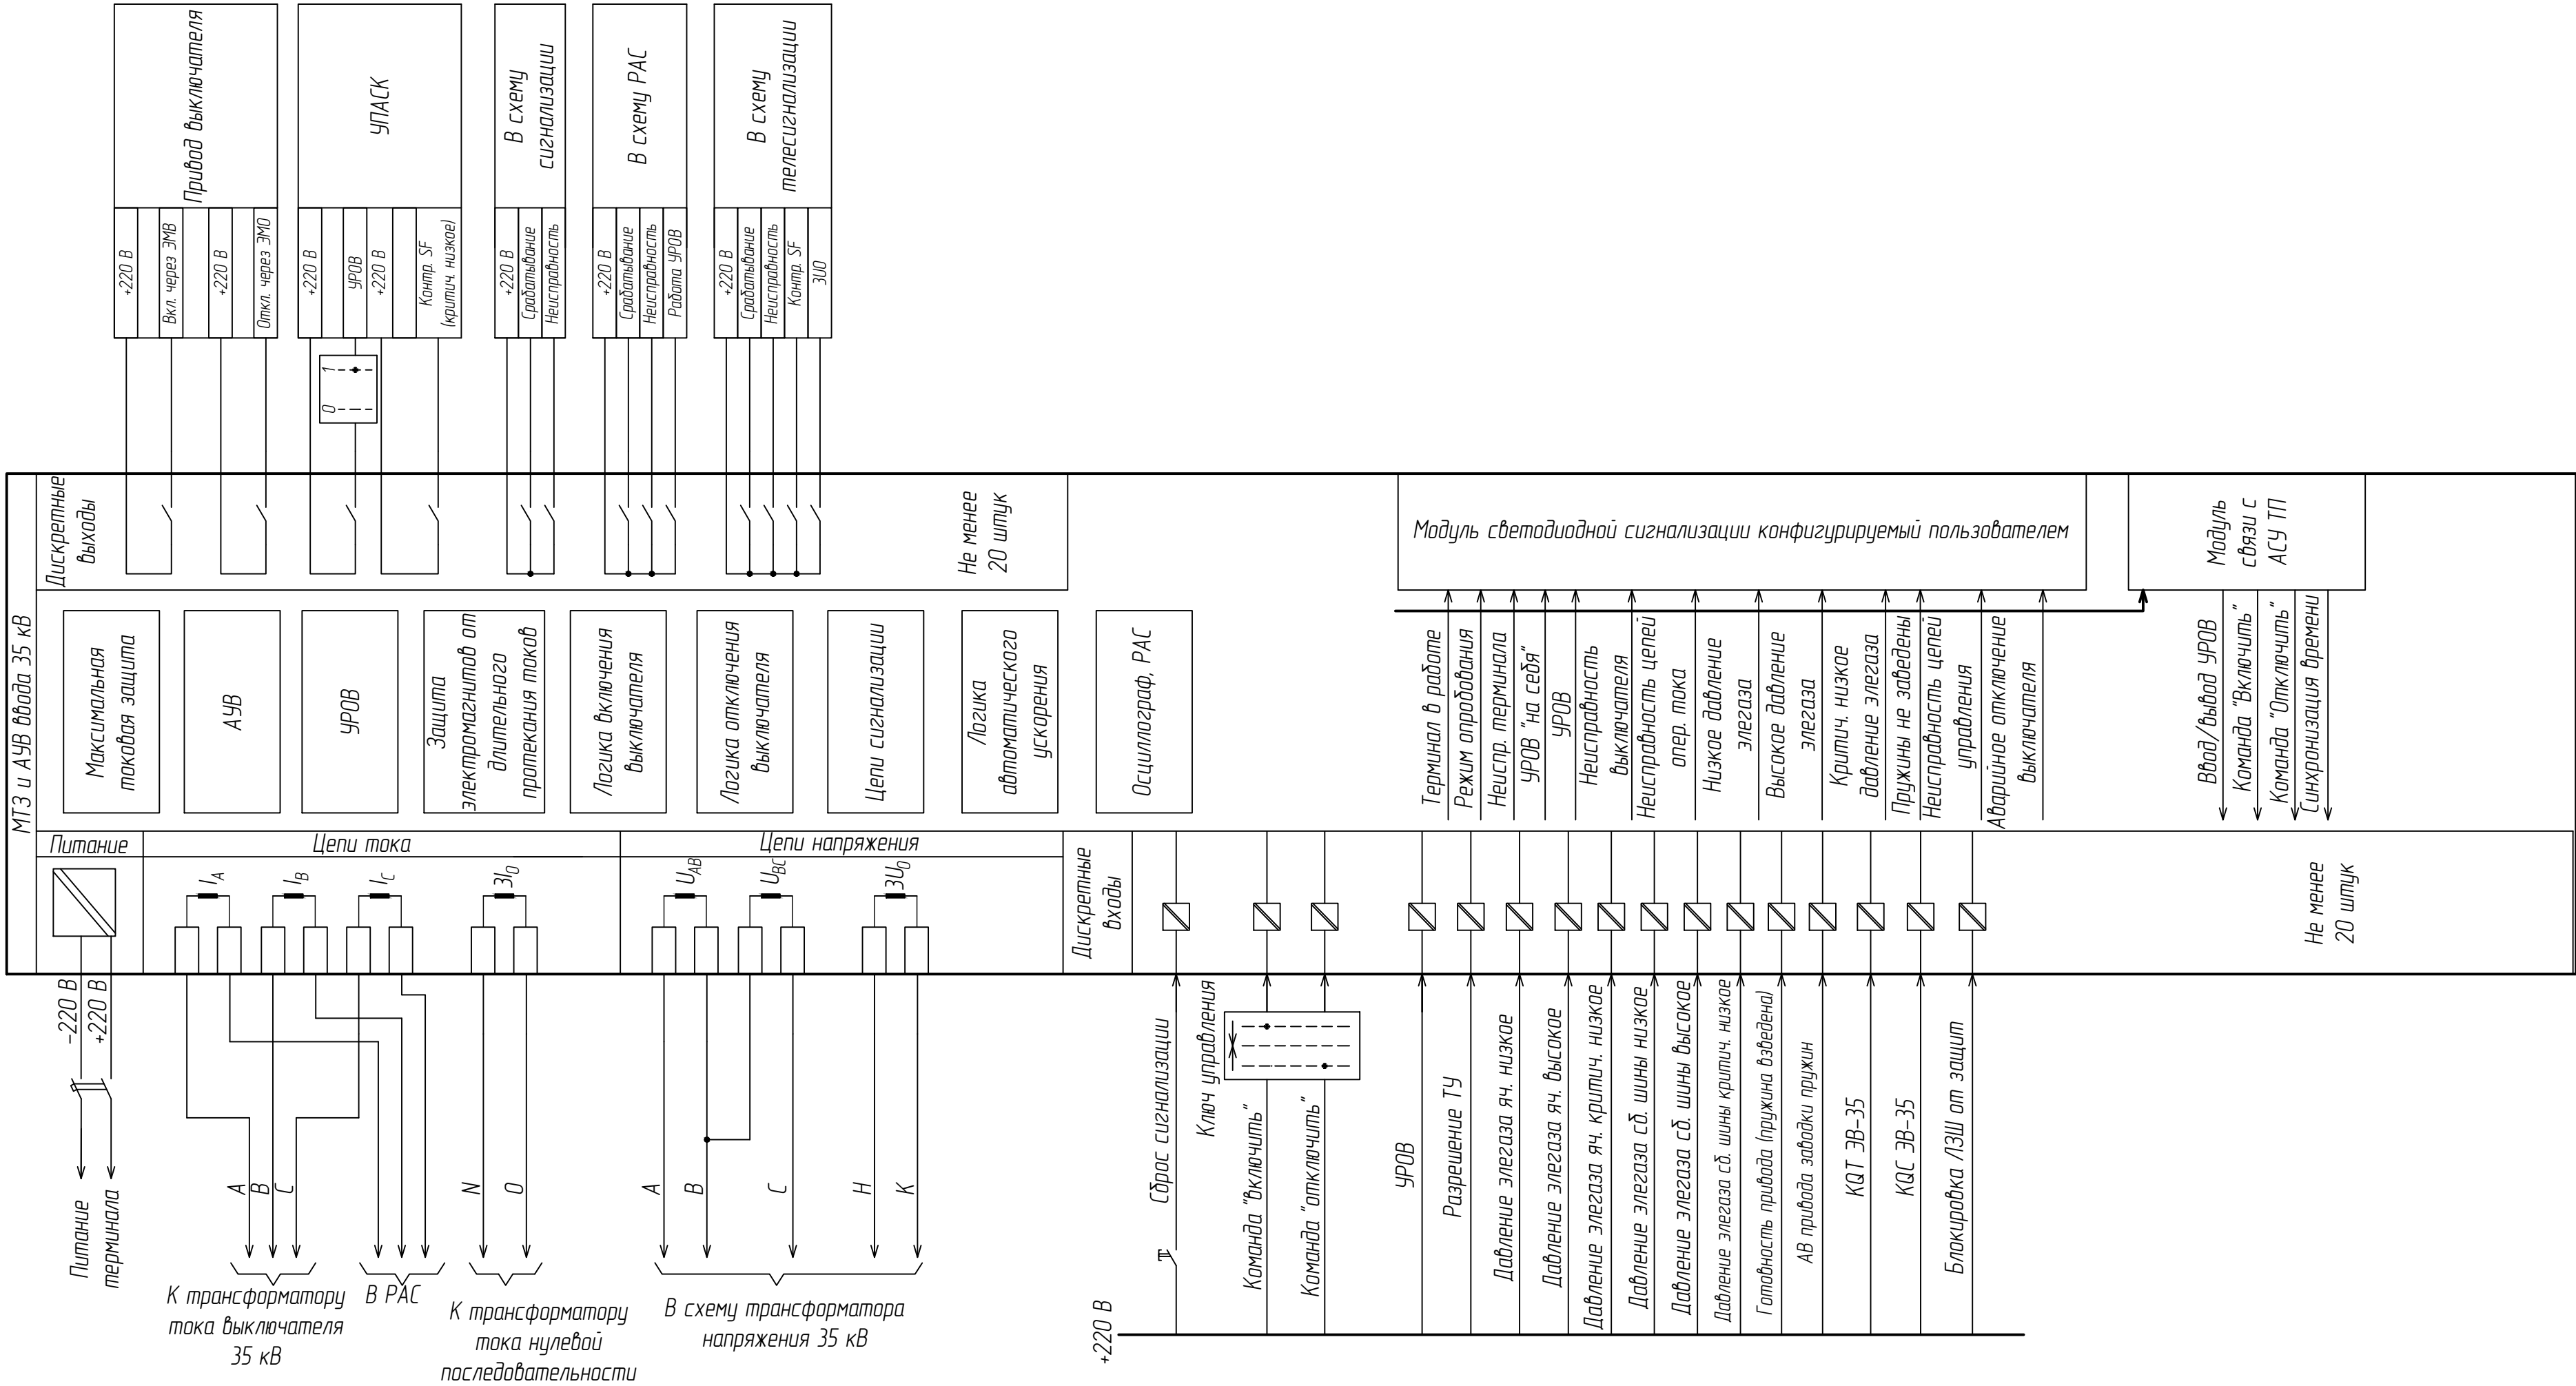 Привод выключателя
+220 В
Вкл. через ЭМВ
+220 В
Откл. через ЭМО
УПАСК
+220 В
УРОВ
+220 В
Контр. SF
(критич. низкое)
В схему
сигнализации
+220 В
Срабатывание
Неисправность
В схему РАС
+220 В
Срабатывание
Неисправность
Работа УРОВ
В схему
телесигнализации
+220 В
Срабатывание
Неисправность
Контр. SF
3UO
0
1
МТЗ и АУВ ввода 35 кВ
Дискретные
выходы
Не менее
20 штук
Модуль светодиодной сигнализации конфигурируемый пользователем
Модуль
связи с
АСУ ТП
Максимальная
токовая защита
АУВ
УРОВ
Защита
электромагнитов от
длительного
протекания токов
Логика включения
выключателя
Логика отключения
выключателя
Цепи сигнализации
Логика
автоматического
ускорения
Осциллограф, РАС
Терминал в работе
Режим опробования
Неиспр. терминала
УРОВ "на себя"
УРОВ
Неисправность
выключателя
Неисправность цепей
опер. тока
Низкое давление
элегаза
Высокое давление
элегаза
Критич. низкое
давление элегаза
Пружины не заведены
Неисправность цепей
управления
Аварийное отключение
выключателя
Ввод/вывод УРОВ
Команда "Включить"
Команда "Отключить"
Синхронизация времени
Питание
Цепи тока
Цепи напряжения
Дискретные
входы
IA
IB
IC
3I0
UAB
UBC
3U0
Не менее
20 штук
-220 В
+220 В
Питание
терминала
A
B
C
N
O
A
B
C
Н
К
К трансформатору
тока выключателя
35 кВ
В РАС
К трансформатору
тока нулевой
последовательности
В схему трансформатора
напряжения 35 кВ
+220 В
Сброс сигнализации
Ключ управления
Команда "включить"
Команда "отключить"
УРОВ
Разрешение ТУ
Давление элегаза яч. низкое
Давление элегаза яч. высокое
Давление элегаза яч. критич. низкое
Давление элегаза сб. шины низкое
Давление элегаза сб. шины высокое
Давление элегаза сб. шины критич. низкое
Готовность привода (пружина взведена)
АВ привода заводки пружин
KQT ЭВ-35
KQC ЭВ-35
Блокировка ЛЗШ от защит